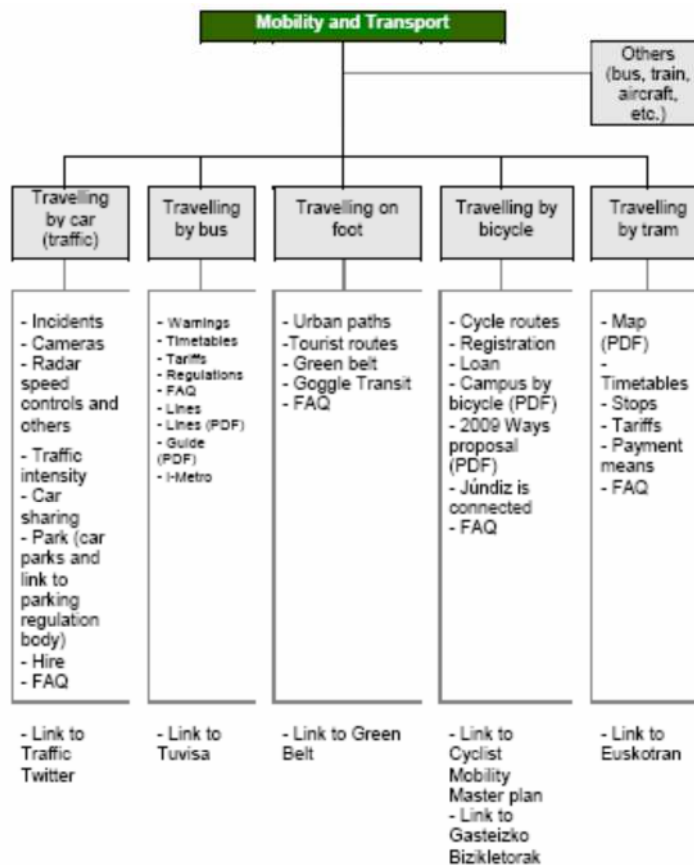 Mobility and Transport
Others
(bus, train,
aircraft,
etc.)
Travelling
by car
(traffic)
Travelling
by bus
Travelling on
foot
Travelling by
bicycle
Travelling
by tram
- Incidents
- Cameras
- Radar
speed
controls and
others
- Traffic
intensity
- Car
sharing
- Park (car
parks and
link to
parking
regulation
body)
- Hire
- FAQ
- Warnings
- Timetables
- Tariffs
- Regulations
- FAQ
- Lines
- Lines (PDF)
- Guide
(PDF)
- I-Metro
- Urban paths
-Tourist routes
- Green belt
- Goggle Transit
- FAQ
- Cycle routes
- Registration
- Loan
- Campus by
bicycle (PDF)
- 2009 Ways
proposal
(PDF)
- Júndiz is
connected
- FAQ
- Map
(PDF)
-
Timetables
- Stops
- Tariffs
- Payment
means
- FAQ
- Link to
Traffic
Twitter
- Link to
Tuvisa
- Link to Green
Belt
- Link to
Cyclist
Mobility
Master plan
- Link to
Gasteizko
Bizikletorak
- Link to
Euskotran